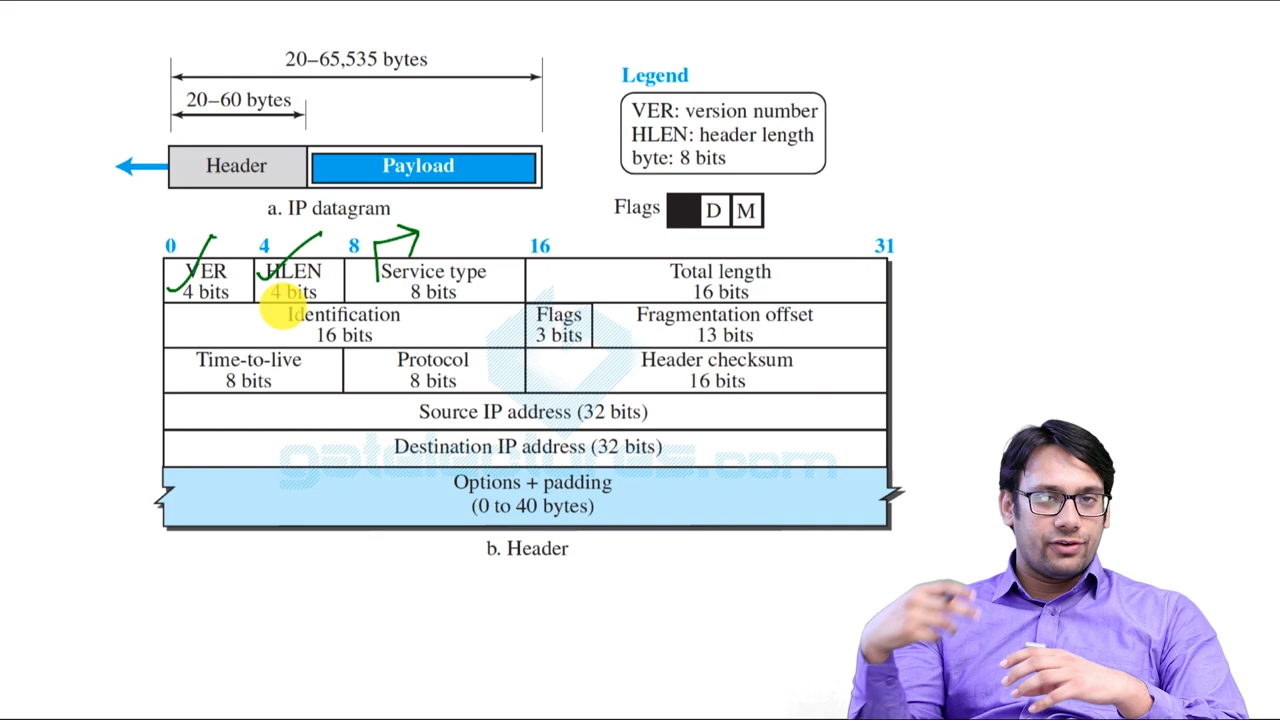 20–65,535 bytes
20–60 bytes
Header
Payload
a. IP datagram
Legend
VER: version number
HLEN: header length
byte: 8 bits
Flags
D
M
0
4
8
16
31
VER
4 bits
HLEN
4 bits
Service type
8 bits
Total length
16 bits
Identification
16 bits
Flags
3 bits
Fragmentation offset
13 bits
Time-to-live
8 bits
Protocol
8 bits
Header checksum
16 bits
Source IP address (32 bits)
Destination IP address (32 bits)
gatelectures.com
Options + padding
(0 to 40 bytes)
b. Header